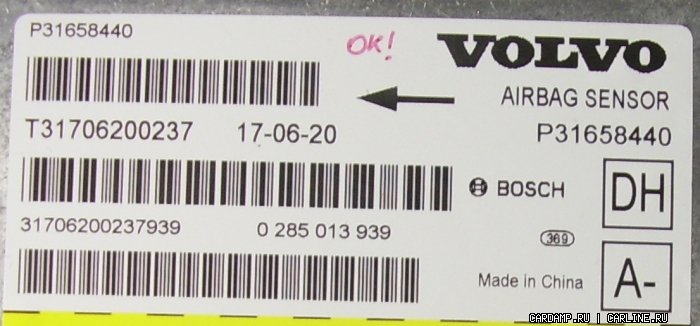 P31658440
OK!
VOLVO
AIRBAG SENSOR
T31706200237 17-06-20
P31658440
BOSCH
DH
31706200237939 0 285 013 939
369
Made in China
A-
CARDAMP.RU | CARLINE.RU